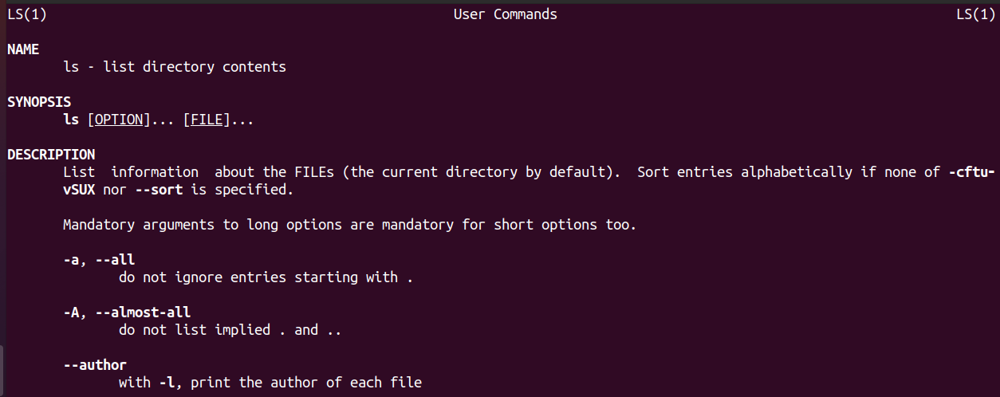 LS(1) User Commands LS(1)
NAME
ls - list directory contents
SYNOPSIS
ls [OPTION]... [FILE]...
DESCRIPTION
List information about the FILEs (the current directory by default). Sort entries alphabetically if none of -cftu-
vSUX nor --sort is specified.
Mandatory arguments to long options are mandatory for short options too.
-a, --all
do not ignore entries starting with .
-A, --almost-all
do not list implied . and ..
--author
with -l, print the author of each file